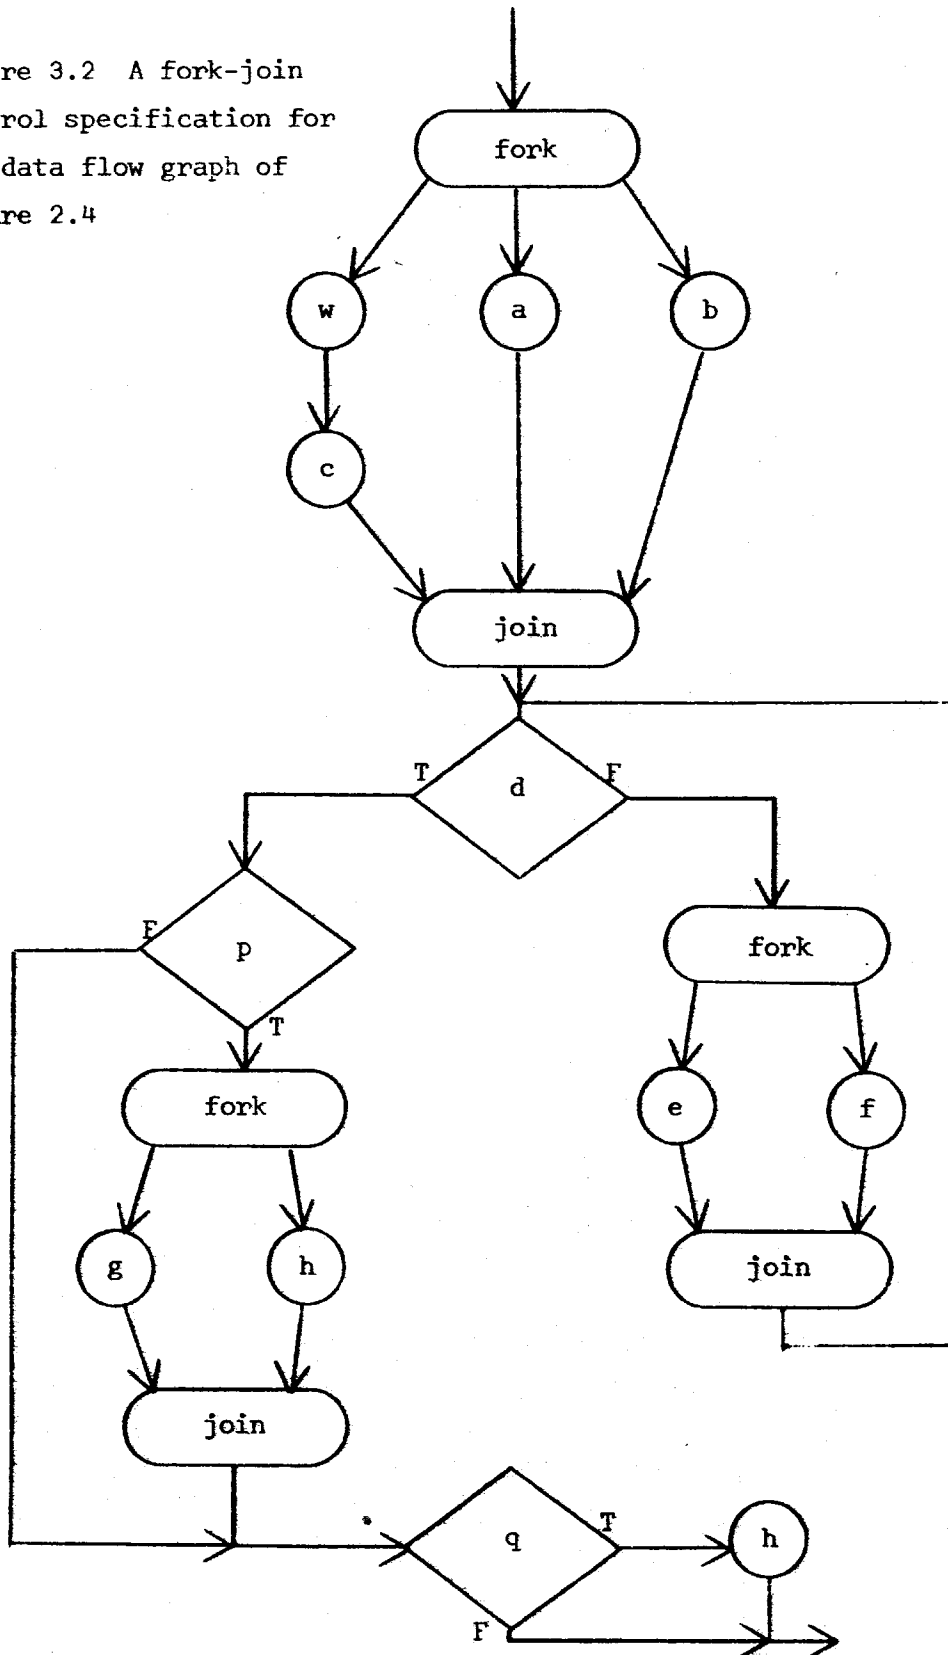 re 3.2 A fork-join
rol specification for
data flow graph of
re 2.4
fork
w
a
b
c
join
T
d
F
F
p
T
fork
e
f
fork
g
h
join
join
T
q
h
F